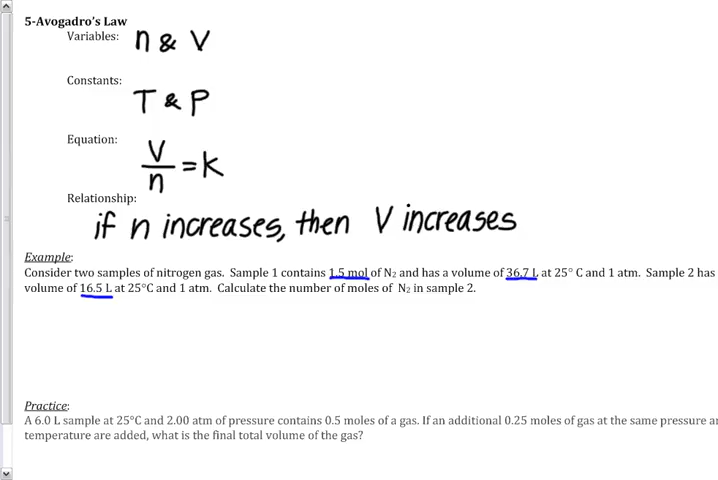 5-Avogadro's Law
Variables: n & V
Constants:
T & P
Equation:
V/n = K
Relationship:
if n increases, then V increases
Example:
Consider two samples of nitrogen gas.  Sample 1 contains 1.5 mol of N₂ and has a volume of 36.7 L at 25° C and 1 atm.  Sample 2 has
volume of 16.5 L at 25°C and 1 atm.  Calculate the number of moles of  N₂ in sample 2.
Practice:
A 6.0 L sample at 25°C and 2.00 atm of pressure contains 0.5 moles of a gas. If an additional 0.25 moles of gas at the same pressure
temperature are added, what is the final total volume of the gas?